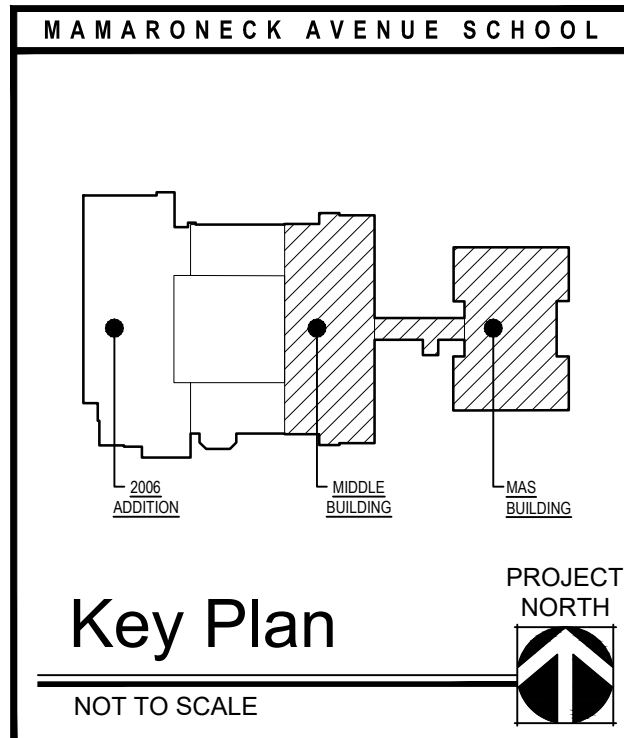 MAMARONECK AVENUE SCHOOL
2006
ADDITION
MIDDLE
BUILDING
MAS
BUILDING
Key Plan
PROJECT
NORTH
NOT TO SCALE